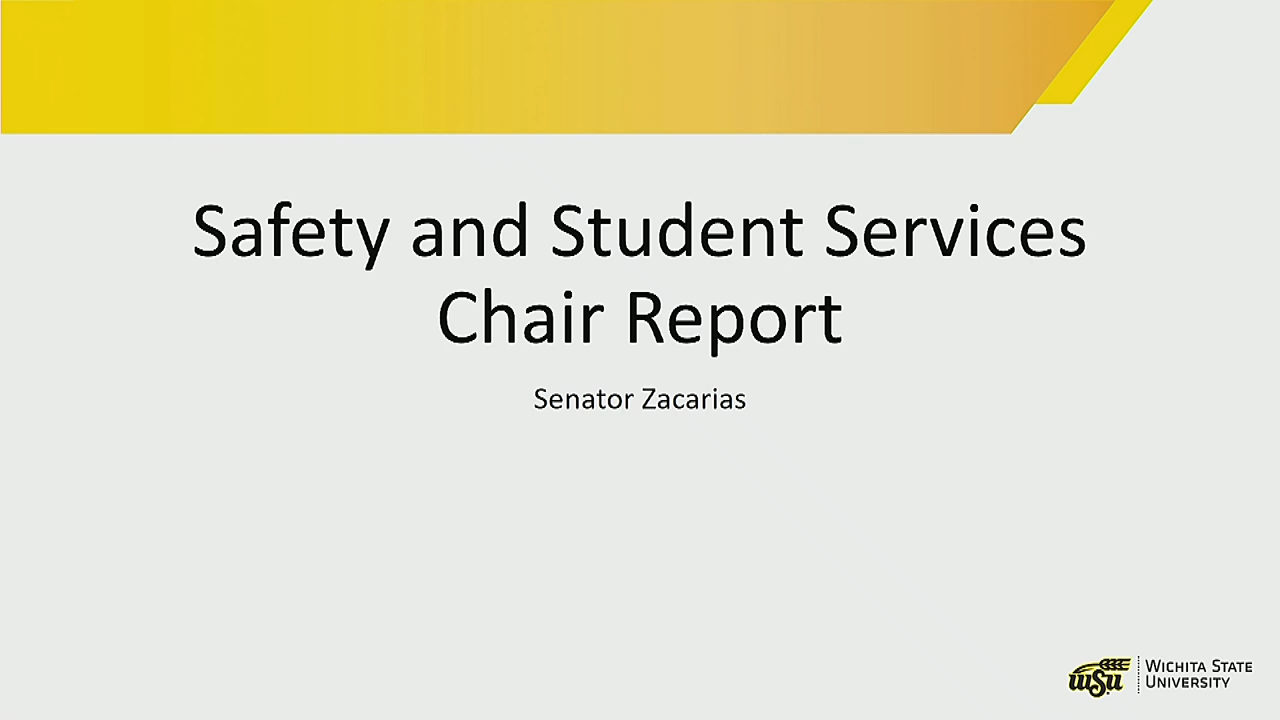 Safety and Student Services
Chair Report
Senator Zacarias
wsu
WICHITA STATE
UNIVERSITY